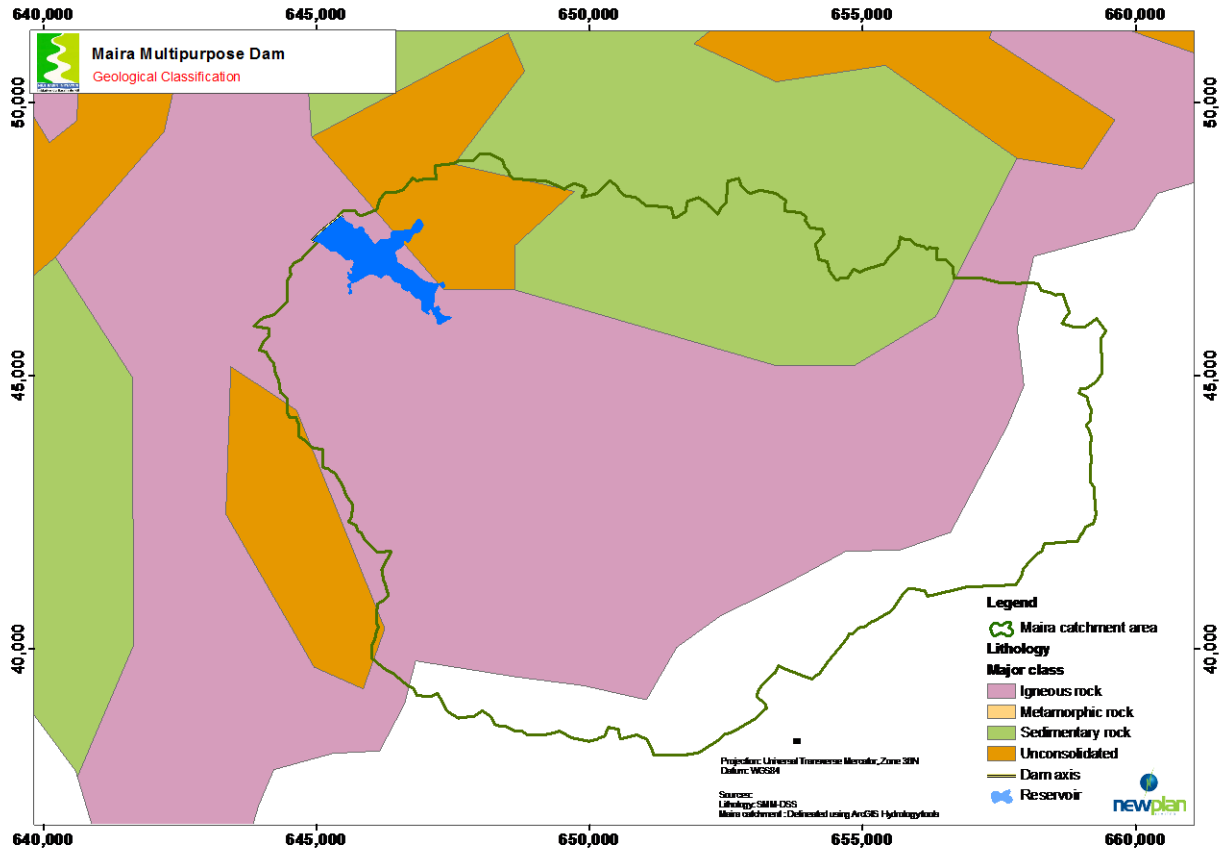 640,000 645,000 650,000 655,000 660,000
Maira Multipurpose Dam
Geological Classification
50,000 50,000
45,000 45,000
40,000 40,000
Legend
Maira catchment area
Lithology
Major class
Igneous rock
Metamorphic rock
Sedimentary rock
Unconsolidated
Dam axis
Reservoir
Projection: Universal Transverse Mercator, Zone 36N
Datum: WGS84
Sources:
Lithology: SMM-DSS
Maira catchment : Delineated using ArcGIS Hydrology tools
newplan
640,000 645,000 650,000 655,000 660,000